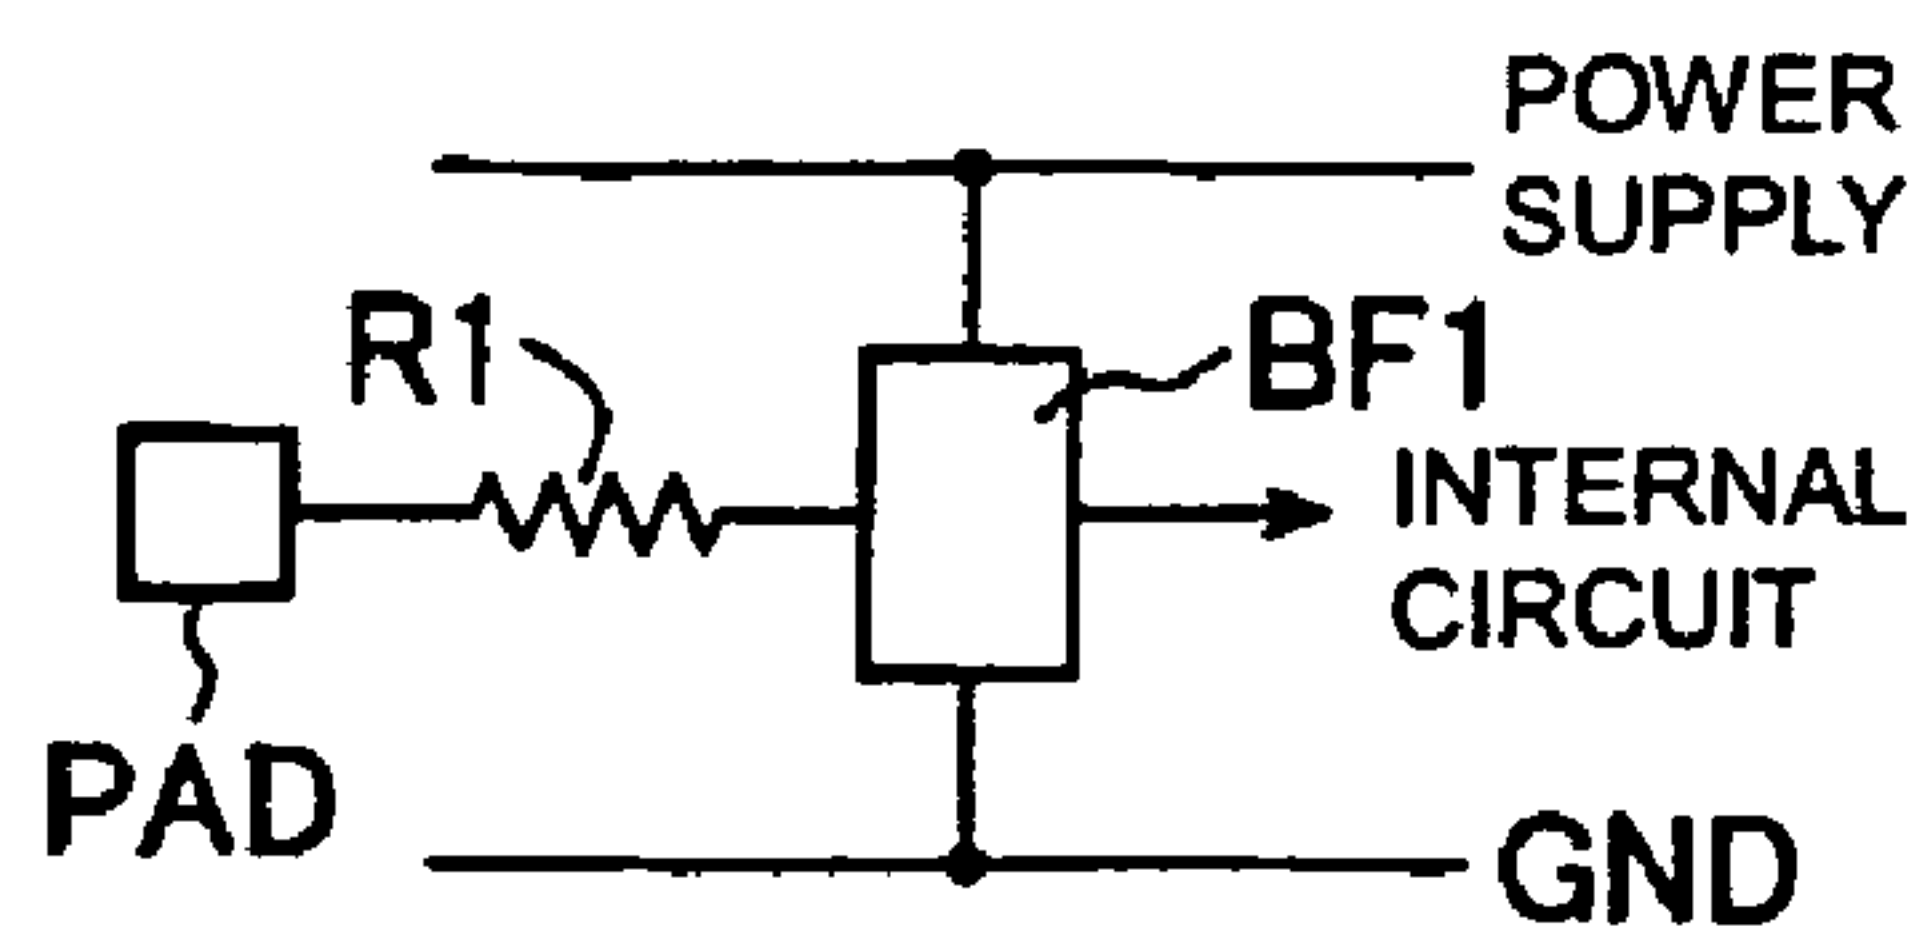 POWER
SUPPLY
R1
BF1
INTERNAL
CIRCUIT
PAD
GND